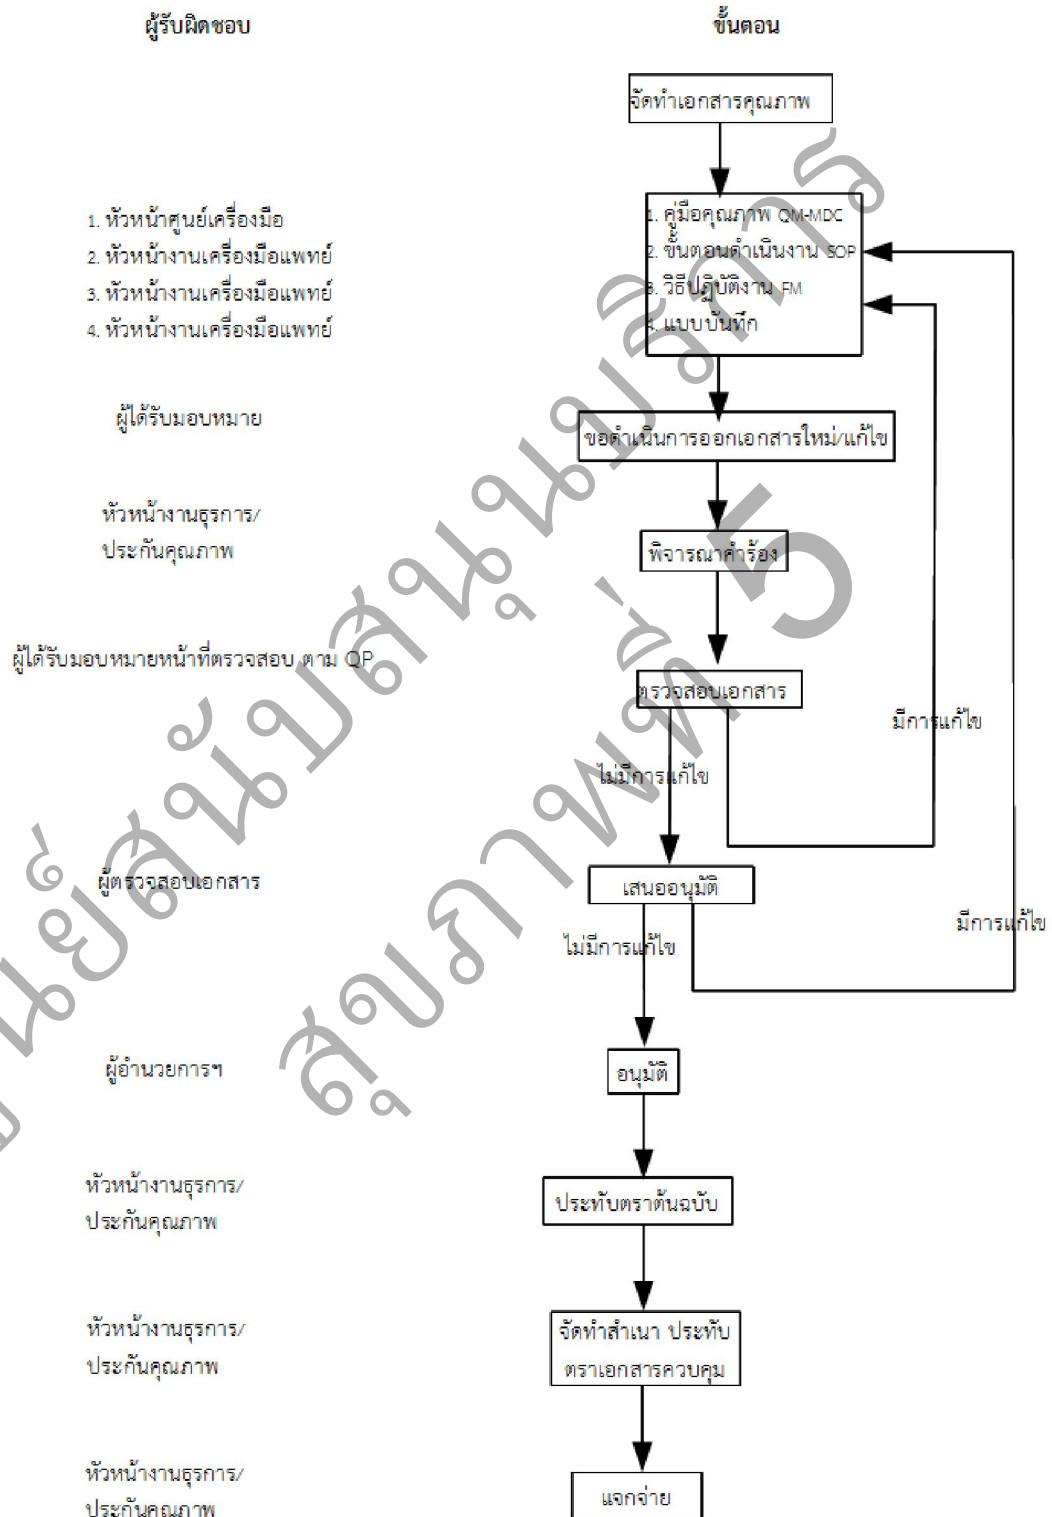 ผู้รับผิดชอบ
ขั้นตอน
จัดทำเอกสารคุณภาพ
1. หัวหน้าศูนย์เครื่องมือ
2. หัวหน้างานเครื่องมือแพทย์
3. หัวหน้างานเครื่องมือแพทย์
4. หัวหน้างานเครื่องมือแพทย์
1. คู่มือคุณภาพ QM-MDC
2. ขั้นตอนดำเนินงาน SOP
3. วิธีปฏิบัติงาน FM
4. แบบบันทึก
ผู้ได้รับมอบหมาย
ขอดำเนินการออกเอกสารใหม่/แก้ไข
หัวหน้างานธุรการ/
ประกันคุณภาพ
พิจารณาคำร้อง
ผู้ได้รับมอบหมายหน้าที่ตรวจสอบ ตาม QP
ตรวจสอบเอกสาร
มีการแก้ไข
ไม่มีการแก้ไข
ผู้ตรวจสอบเอกสาร
เสนออนุมัติ
มีการแก้ไข
ไม่มีการแก้ไข
ผู้อำนวยการฯ
อนุมัติ
หัวหน้างานธุรการ/
ประกันคุณภาพ
ประทับตราต้นฉบับ
หัวหน้างานธุรการ/
ประกันคุณภาพ
จัดทำสำเนา ประทับ
ตราเอกสารควบคุม
หัวหน้างานธุรการ/
ประกันคุณภาพ
แจกจ่าย
ศูนย์สนับสนุนบริการ
สุขภาพที่ 5